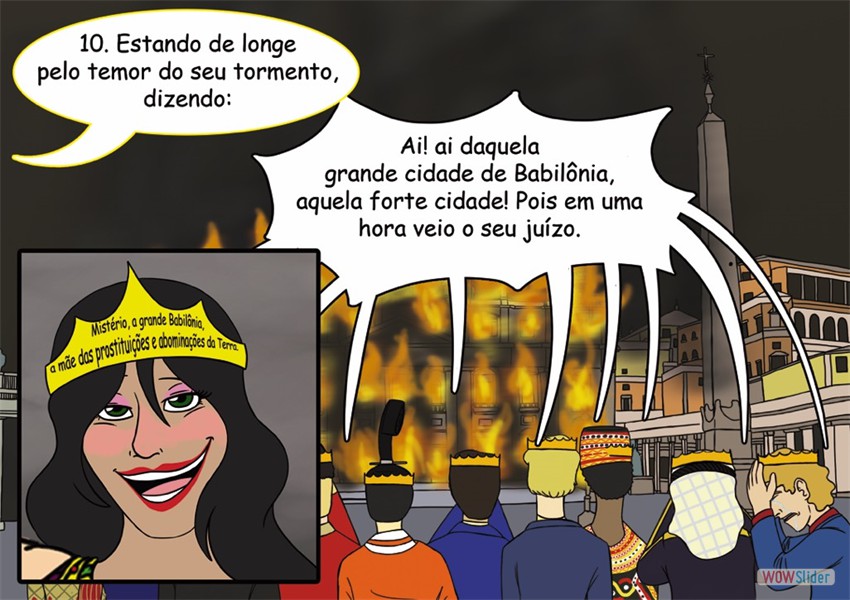 10. Estando de longe
pelo temor do seu tormento,
dizendo:
Ai! ai daquela
grande cidade de Babilônia,
aquela forte cidade! Pois em uma
hora veio o seu juízo.
Mistério, a grande Babilônia,
a mãe das prostituições e abominações da Terra.
WOWSlider